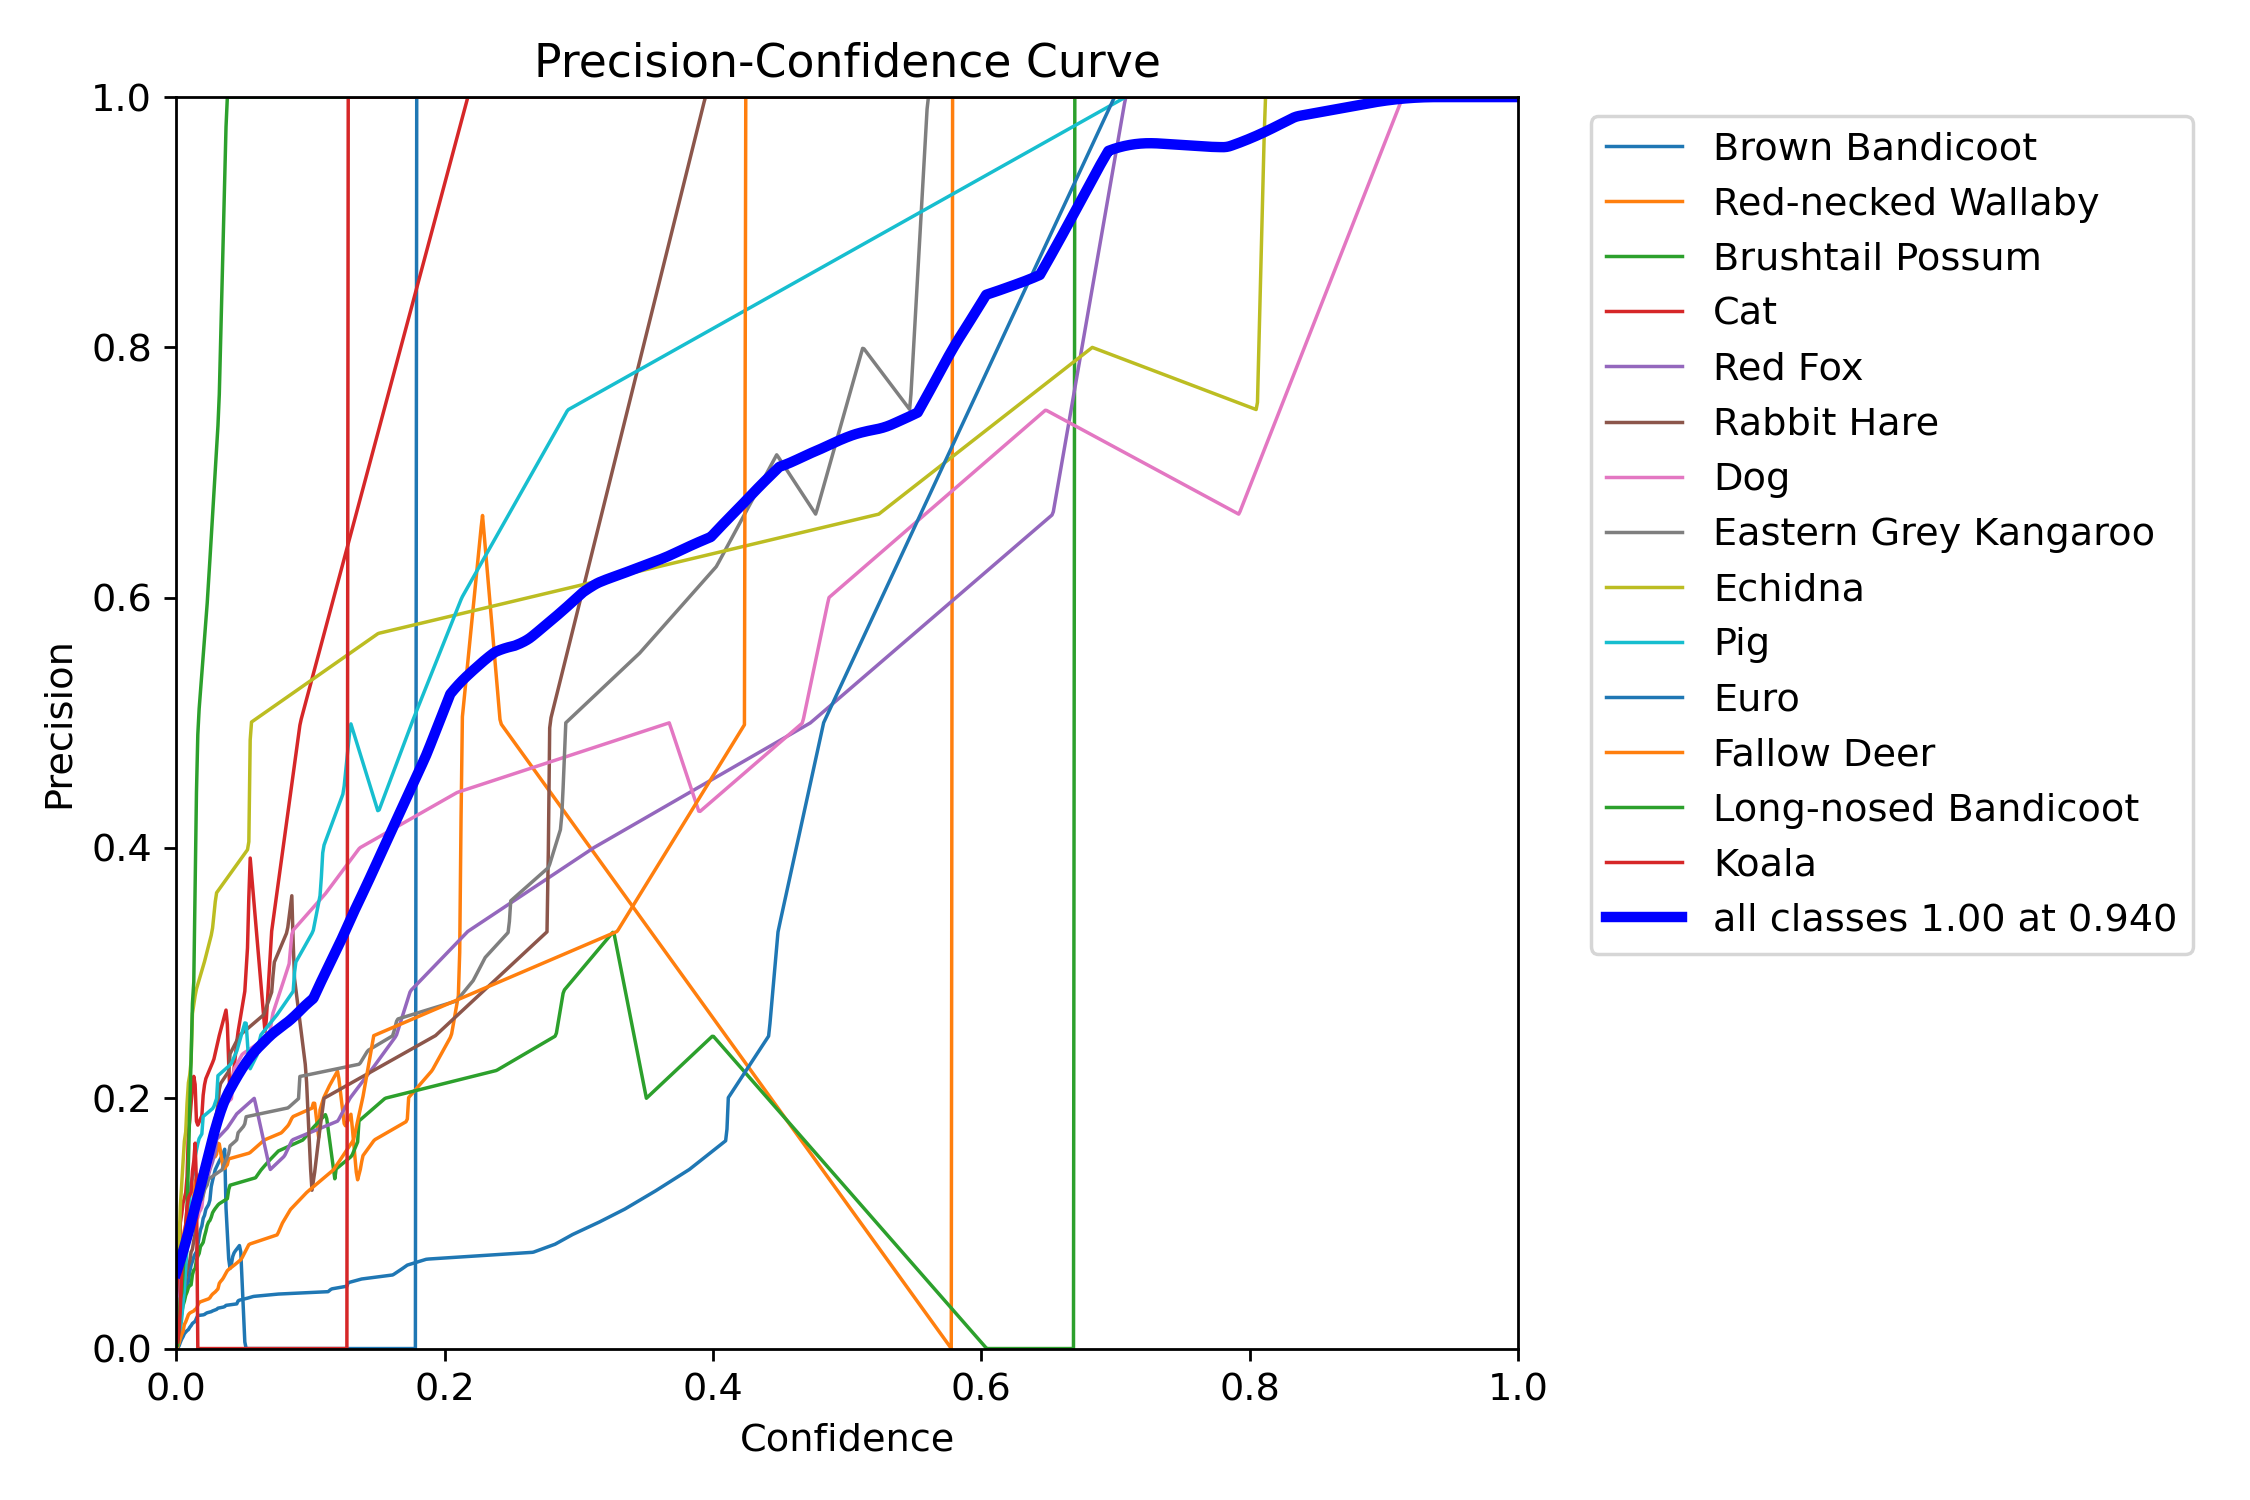 Precision-Confidence Curve
1.0
0.8
0.6
0.4
0.2
0.0
Precision
0.0 0.2 0.4 0.6 0.8 1.0
Confidence
Brown Bandicoot
Red-necked Wallaby
Brushtail Possum
Cat
Red Fox
Rabbit Hare
Dog
Eastern Grey Kangaroo
Echidna
Pig
Euro
Fallow Deer
Long-nosed Bandicoot
Koala
all classes 1.00 at 0.940